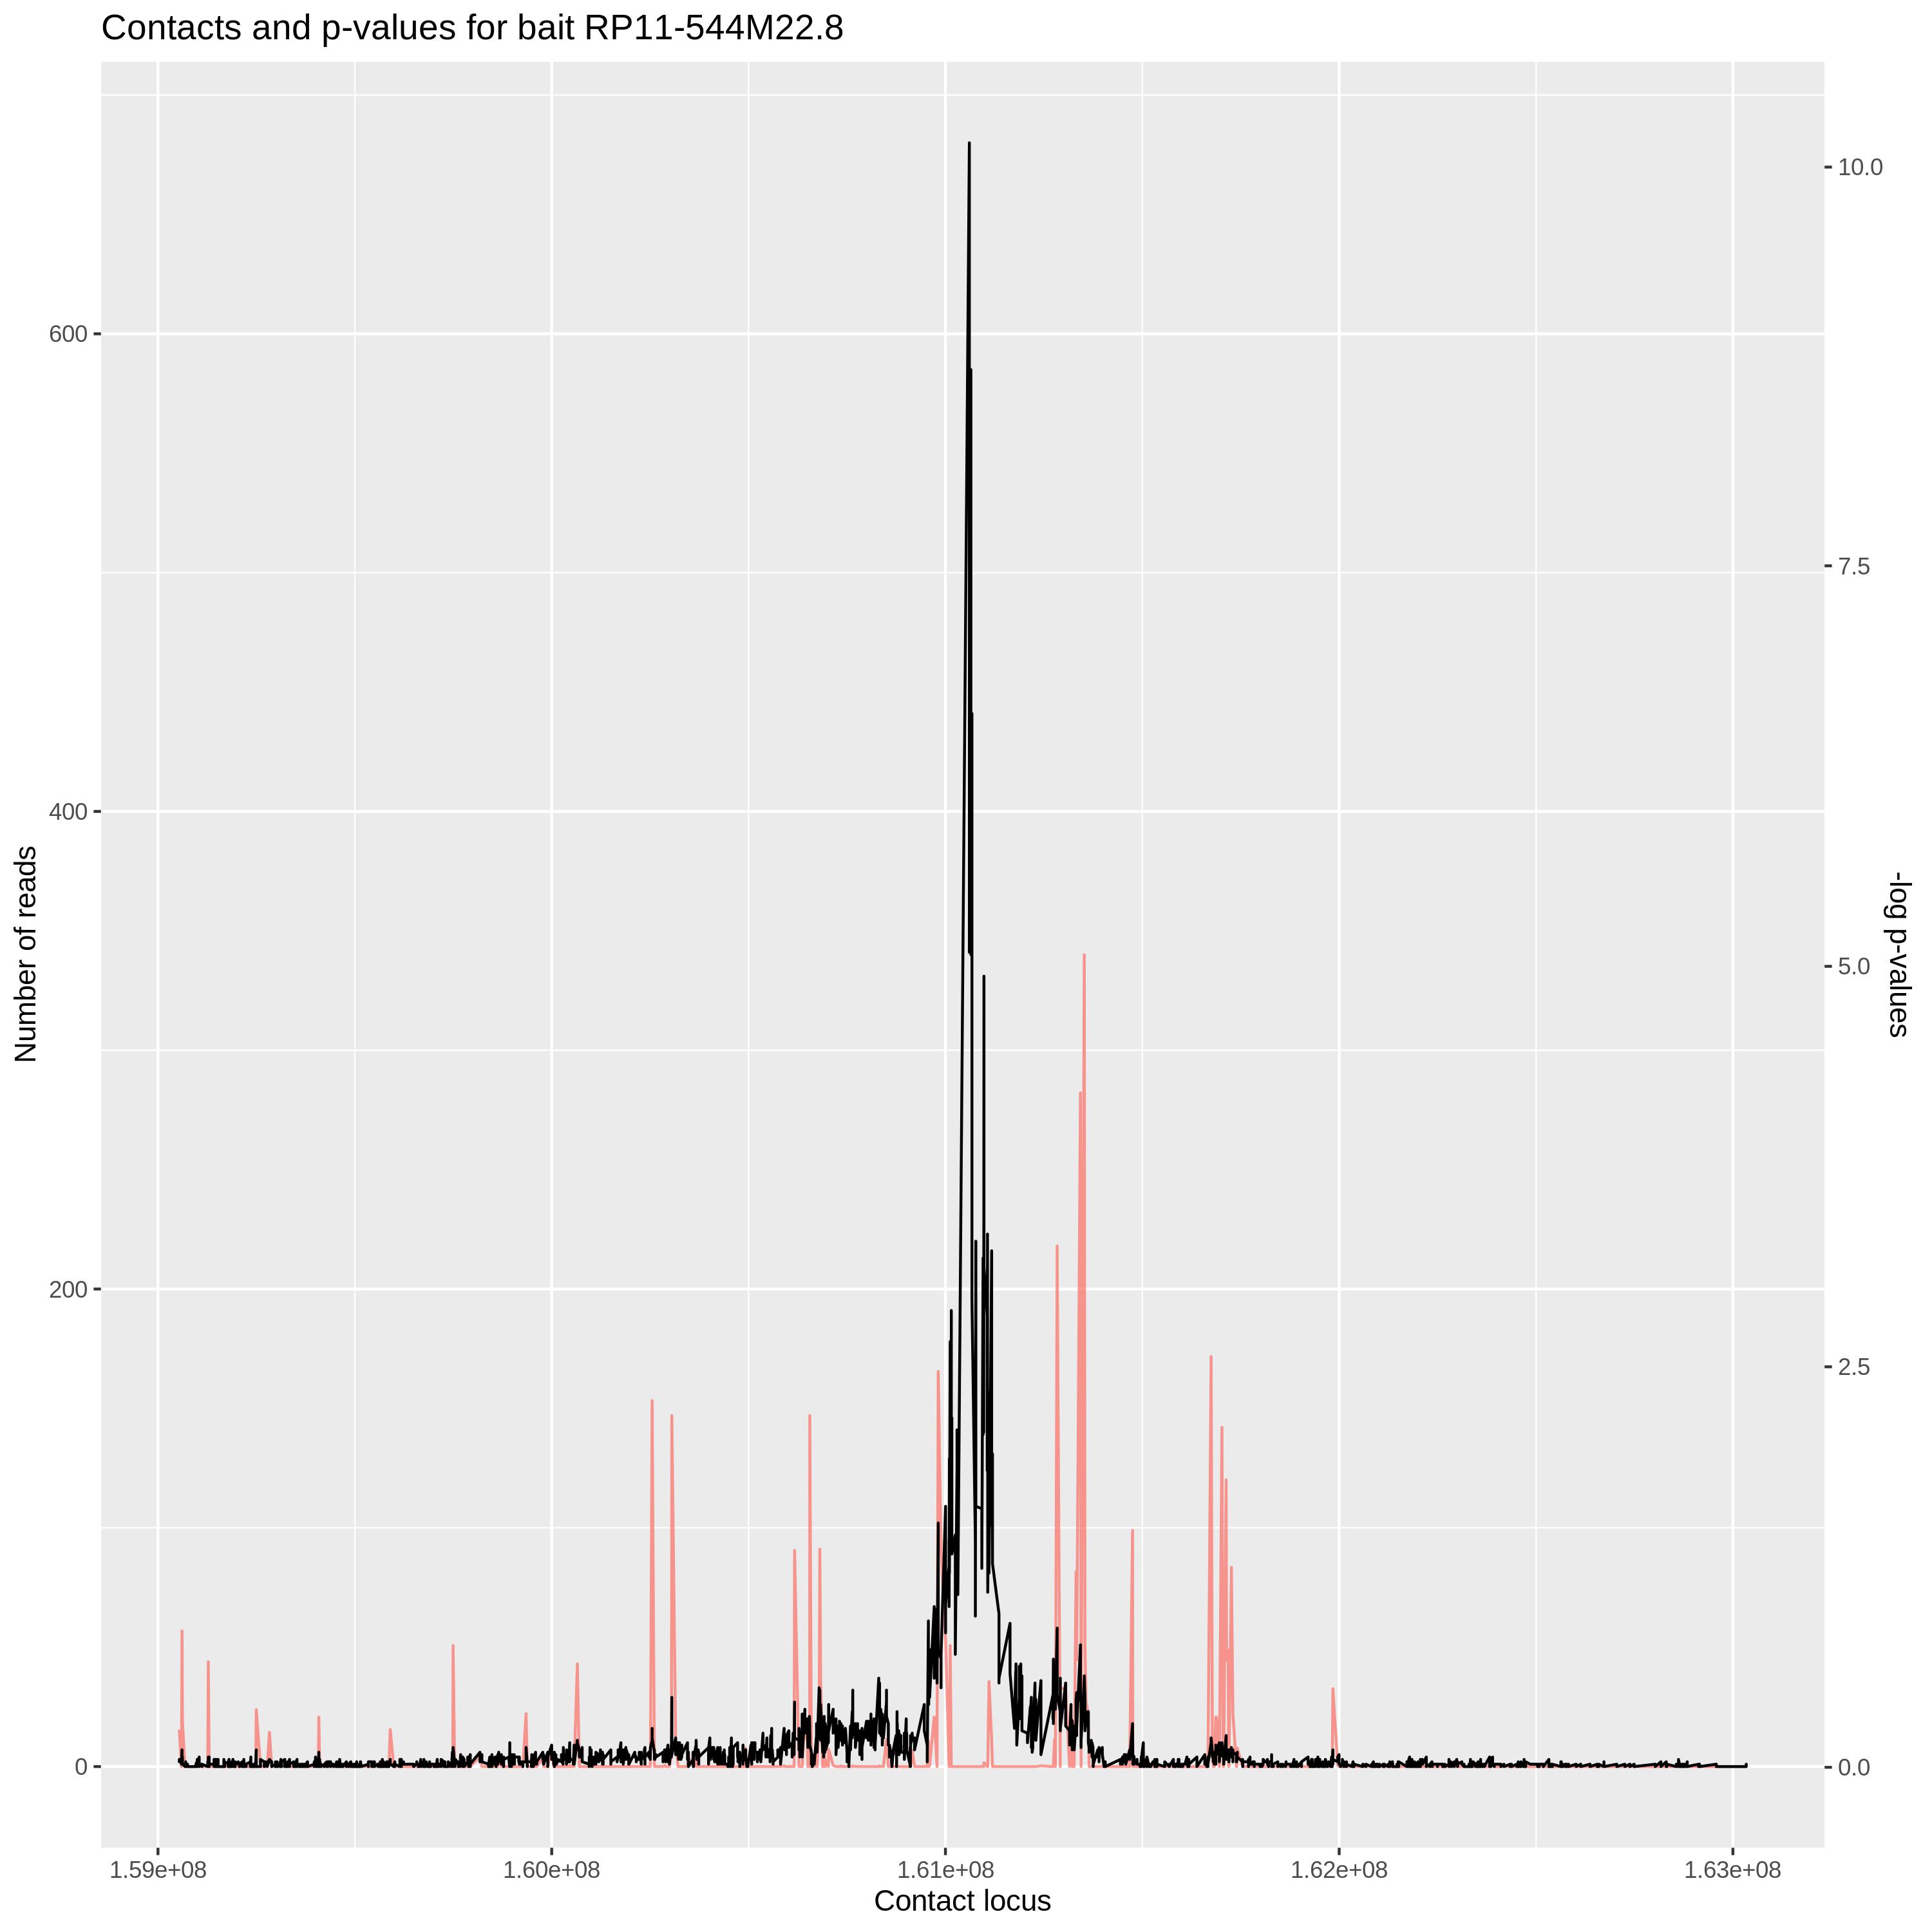 Contacts and p-values for bait RP11-544M22.8
Number of reads
600
400
200
0
10.0
7.5
5.0
2.5
0.0
-log p-values
1.59e+08
1.60e+08
1.61e+08
1.62e+08
1.63e+08
Contact locus